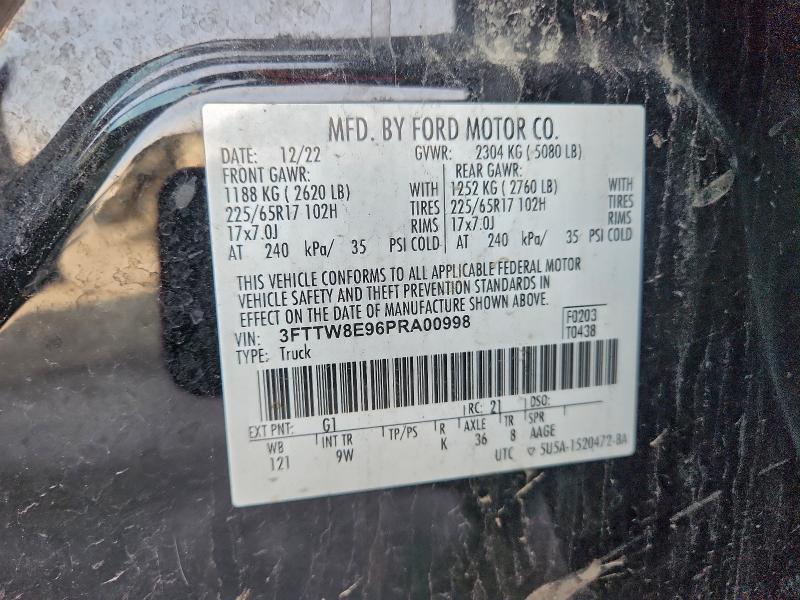 MFD. BY FORD MOTOR CO.
DATE: 12/22 GVWR: 2304 KG ( 5080 LB)
FRONT GAWR: REAR GAWR:
1188 KG ( 2620 LB) WITH 1252 KG ( 2760 LB)
225/65R17 102H TIRES 225/65R17 102H
17x7.0J RIMS 17x7.0J
AT 240 kPa/ 35 PSI COLD AT 240 kPa/ 35 PSI COLD
THIS VEHICLE CONFORMS TO ALL APPLICABLE FEDERAL MOTOR
VEHICLE SAFETY AND THEFT PREVENTION STANDARDS IN
EFFECT ON THE DATE OF MANUFACTURE SHOWN ABOVE.
VIN: 3FTTW8E96PRA00998 F0203
TYPE: Truck T0438
EXT PNT: G1 RC: 21 DSO:
WB INT TR TP/PS R AXLE TR SPR
121 9W K 36 8 AAGE
UTC 5U5A-1520472-BA